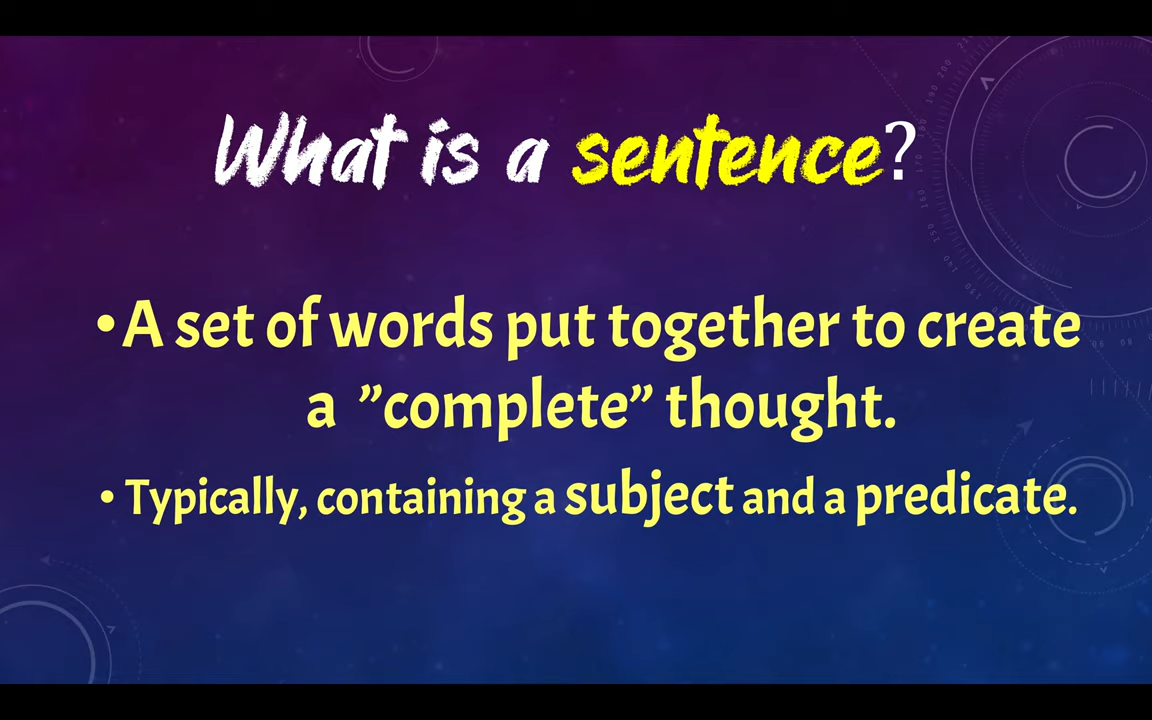 What is a sentence?
•A set of words put together to create
a ”complete” thought.
• Typically, containing a subject and a predicate.